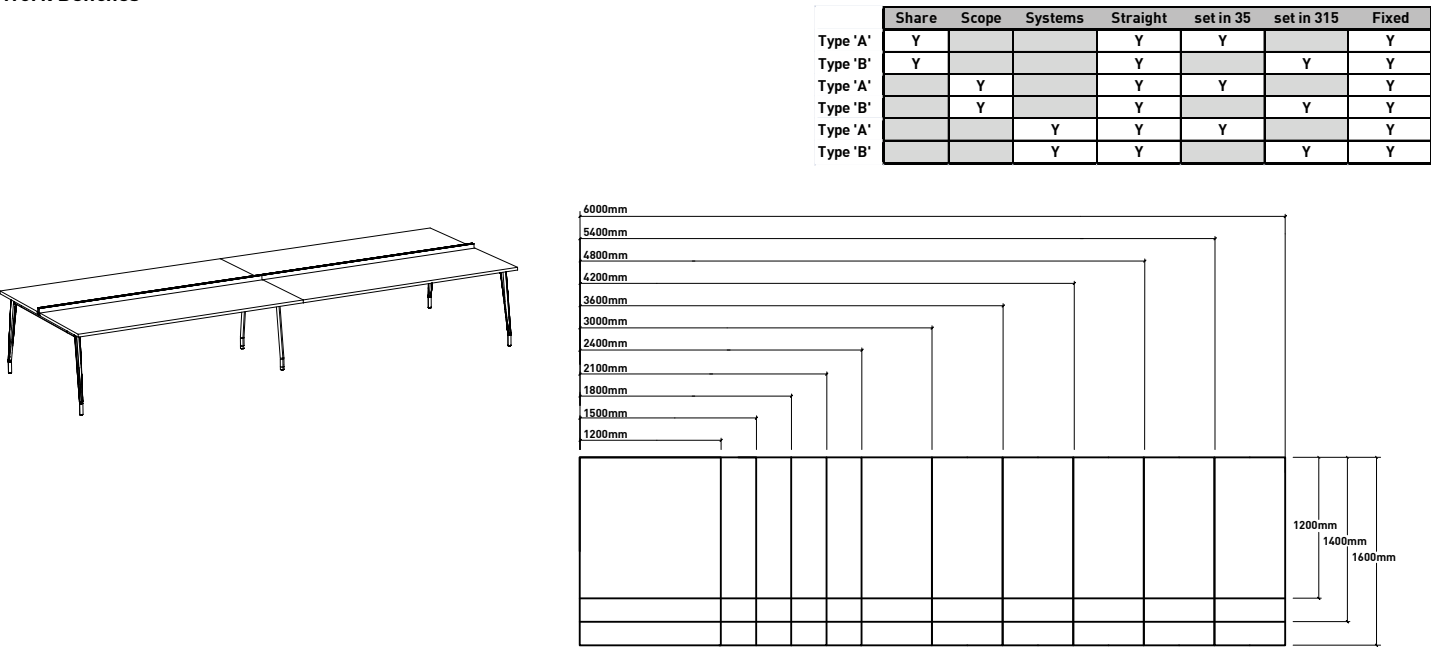 Share Scope Systems Straight set in 35 set in 315 Fixed
Type 'A' Y Y Y Y
Type 'B' Y Y Y Y
Type 'A' Y Y Y Y
Type 'B' Y Y Y Y
Type 'A' Y Y Y Y
Type 'B' Y Y Y Y
6000mm
5400mm
4800mm
4200mm
3600mm
3000mm
2400mm
2100mm
1800mm
1500mm
1200mm
1200mm
1400mm
1600mm